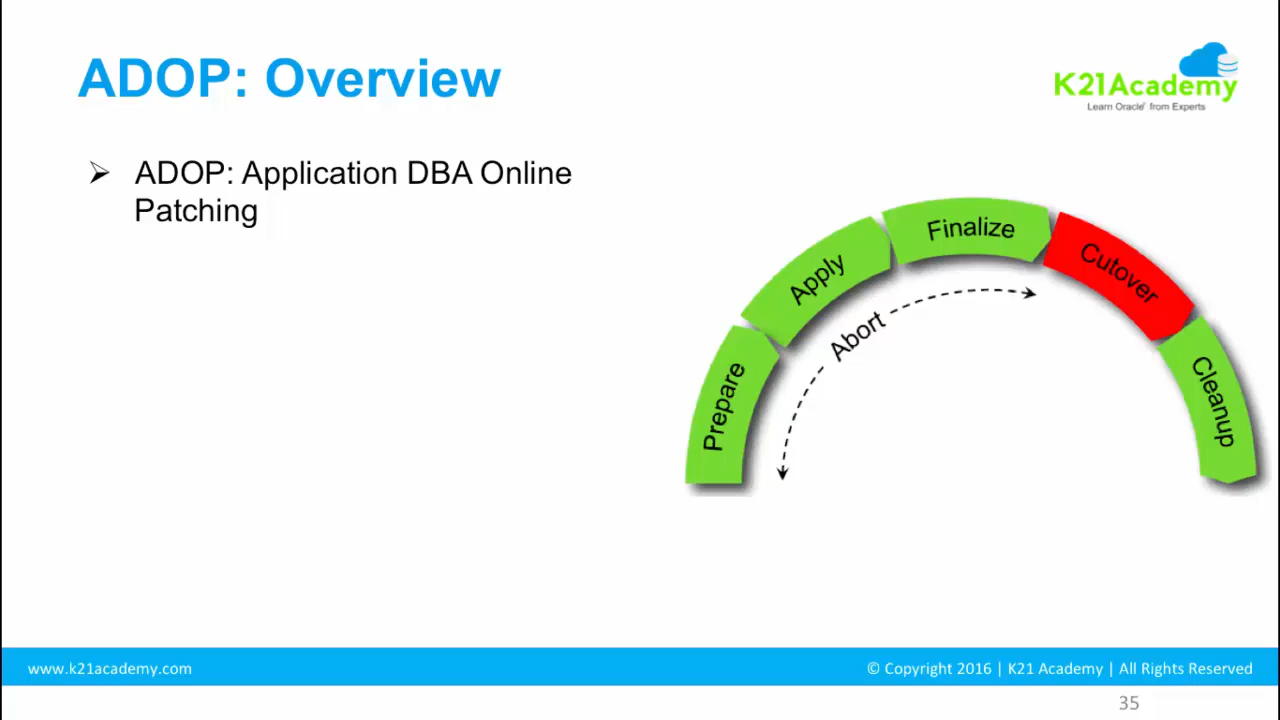 ADOP: Overview
K21Academy
Learn Oracle' from Experts
➢ ADOP: Application DBA Online
Patching
Prepare
Apply
Finalize
Cutover
Cleanup
Abort
www.k21academy.com
© Copyright 2016 | K21 Academy | All Rights Reserved
35